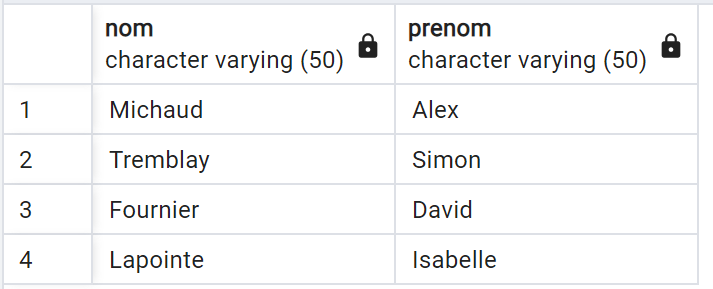 nom prenom
character varying (50) character varying (50)
1 Michaud Alex
2 Tremblay Simon
3 Fournier David
4 Lapointe Isabelle